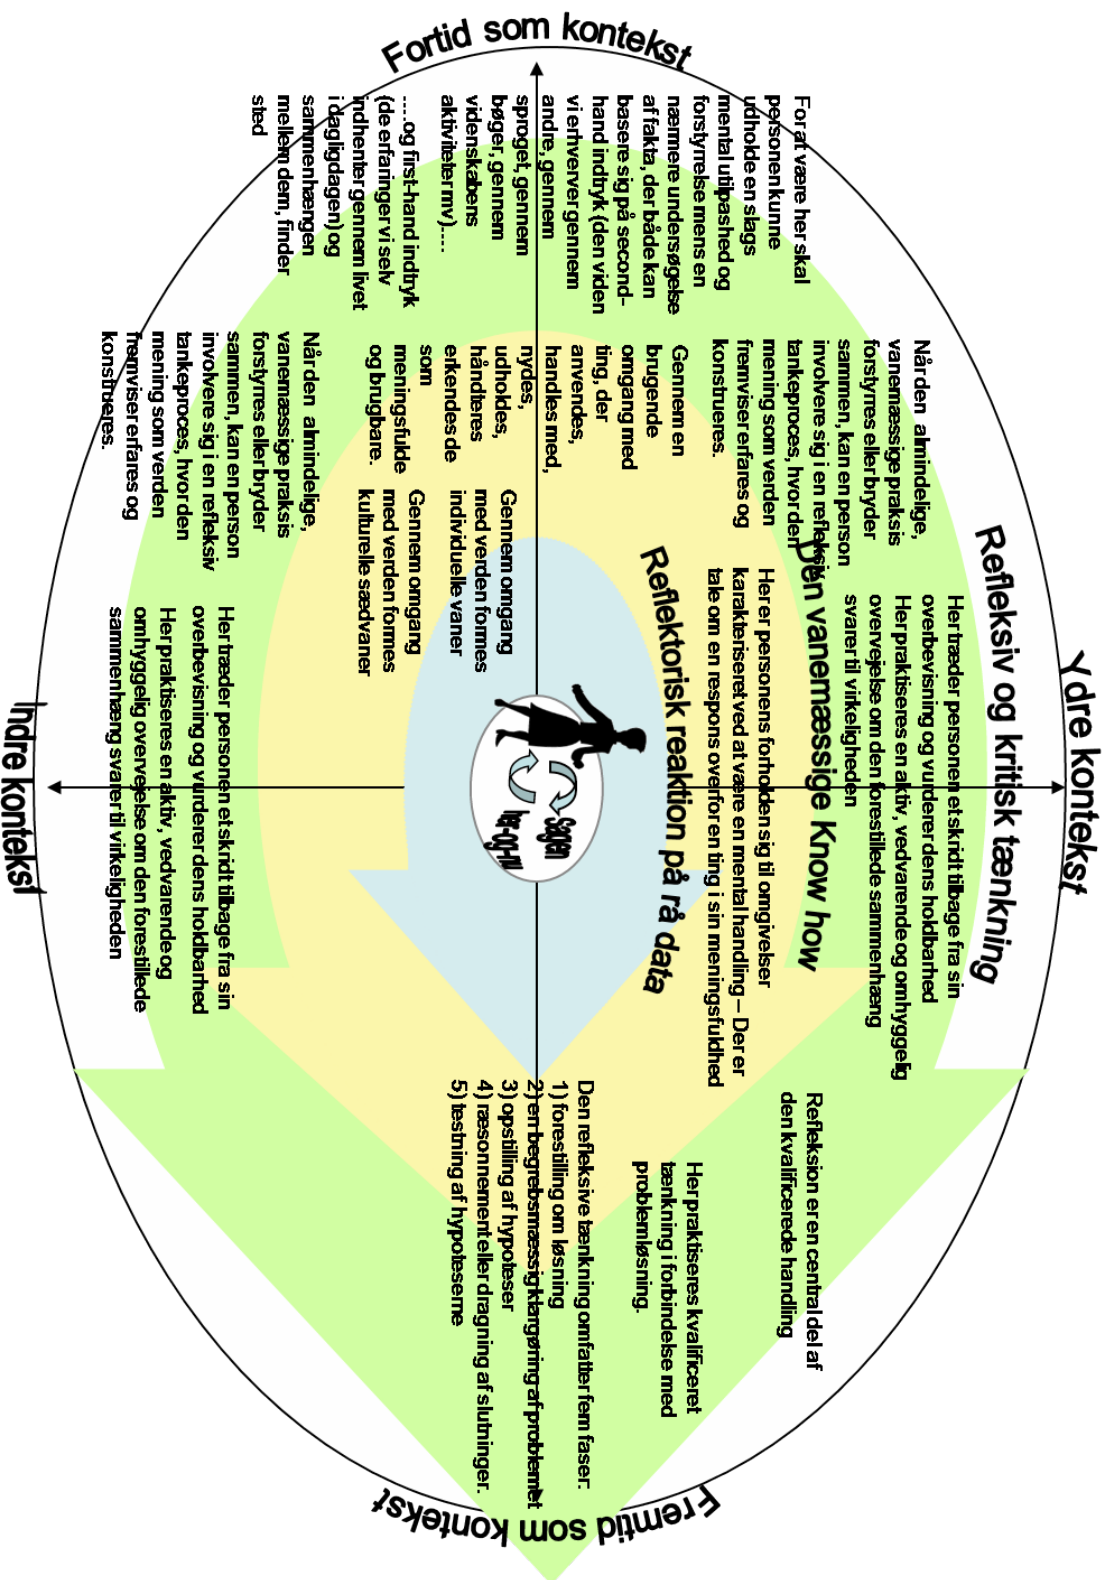 Ydre kontekst
Refleksiv og kritisk tænkning
Den vanemæssige Know how
Reflektorisk reaktion på rå data
Fortid som kontekst
For at være her skal
personen kunne
udholde en slags
mental utilpashed og
forstyrrelse mens en
nærmere undersøgelse
af fakta, der både kan
basere sig på second-
hand indtryk (den viden
vi erhverver gennem
andre, gennem
sproget, gennem
bøger, gennem
videnskabens
aktiviteter mv)....
....og first-hand indtryk
(de erfaringer vi selv
indhenter gennem livet
i dagligdagen) og
sammenhængen
mellem dem, finder
sted
Når den almindelige,
vanemæssige praksis
forstyrres eller bryder
sammen, kan en person
involvere sig i en refleksiv
tankeproces, hvor den
mening som verden
fremviser erfares og
konstrueres.
Gennem en
brugende
omgang med
ting, der
anvendes,
handles med,
nydes,
udholdes,
håndteres
erkendes de
som
meningsfulde
og brugbare.
Når den almindelige,
vanemæssige praksis
forstyrres eller bryder
sammen, kan en person
involvere sig i en refleksiv
tankeproces, hvor den
mening som verden
fremviser erfares og
konstrueres.
Gennem omgang
med verden formes
individuelle vaner
Gennem omgang
med verden formes
kulturelle sædvaner
Her træder personen et skridt tilbage fra sin
overbevisning og vurderer dens holdbarhed
Her praktiseres en aktiv, vedvarende og omhyggelig
overvejelse om den forestillede sammenhæng
svarer til virkeligheden
Her er personens forholden sig til omgivelser
karakteriseret ved at være en mental handling – Der er
tale om en respons overfor en ting i sin meningsfuldhed
Sagen
her-og-nu
Her træder personen et skridt tilbage fra sin
overbevisning og vurderer dens holdbarhed
Her praktiseres en aktiv, vedvarende og
omhyggelig overvejelse om den forestillede
sammenhæng svarer til virkeligheden
Refleksion er en central del af
den kvalificerede handling
Her praktiseres kvalificeret
tænkning i forbindelse med
problemløsning.
Den refleksive tænkning omfatter fem faser:
1) forestilling om løsning
2) en begrebsmæssig klargøring af problemet
3) opstilling af hypoteser
4) ræsonnement eller dragning af slutninger.
5) testning af hypoteserne
Fremtid som kontekst
Indre kontekst